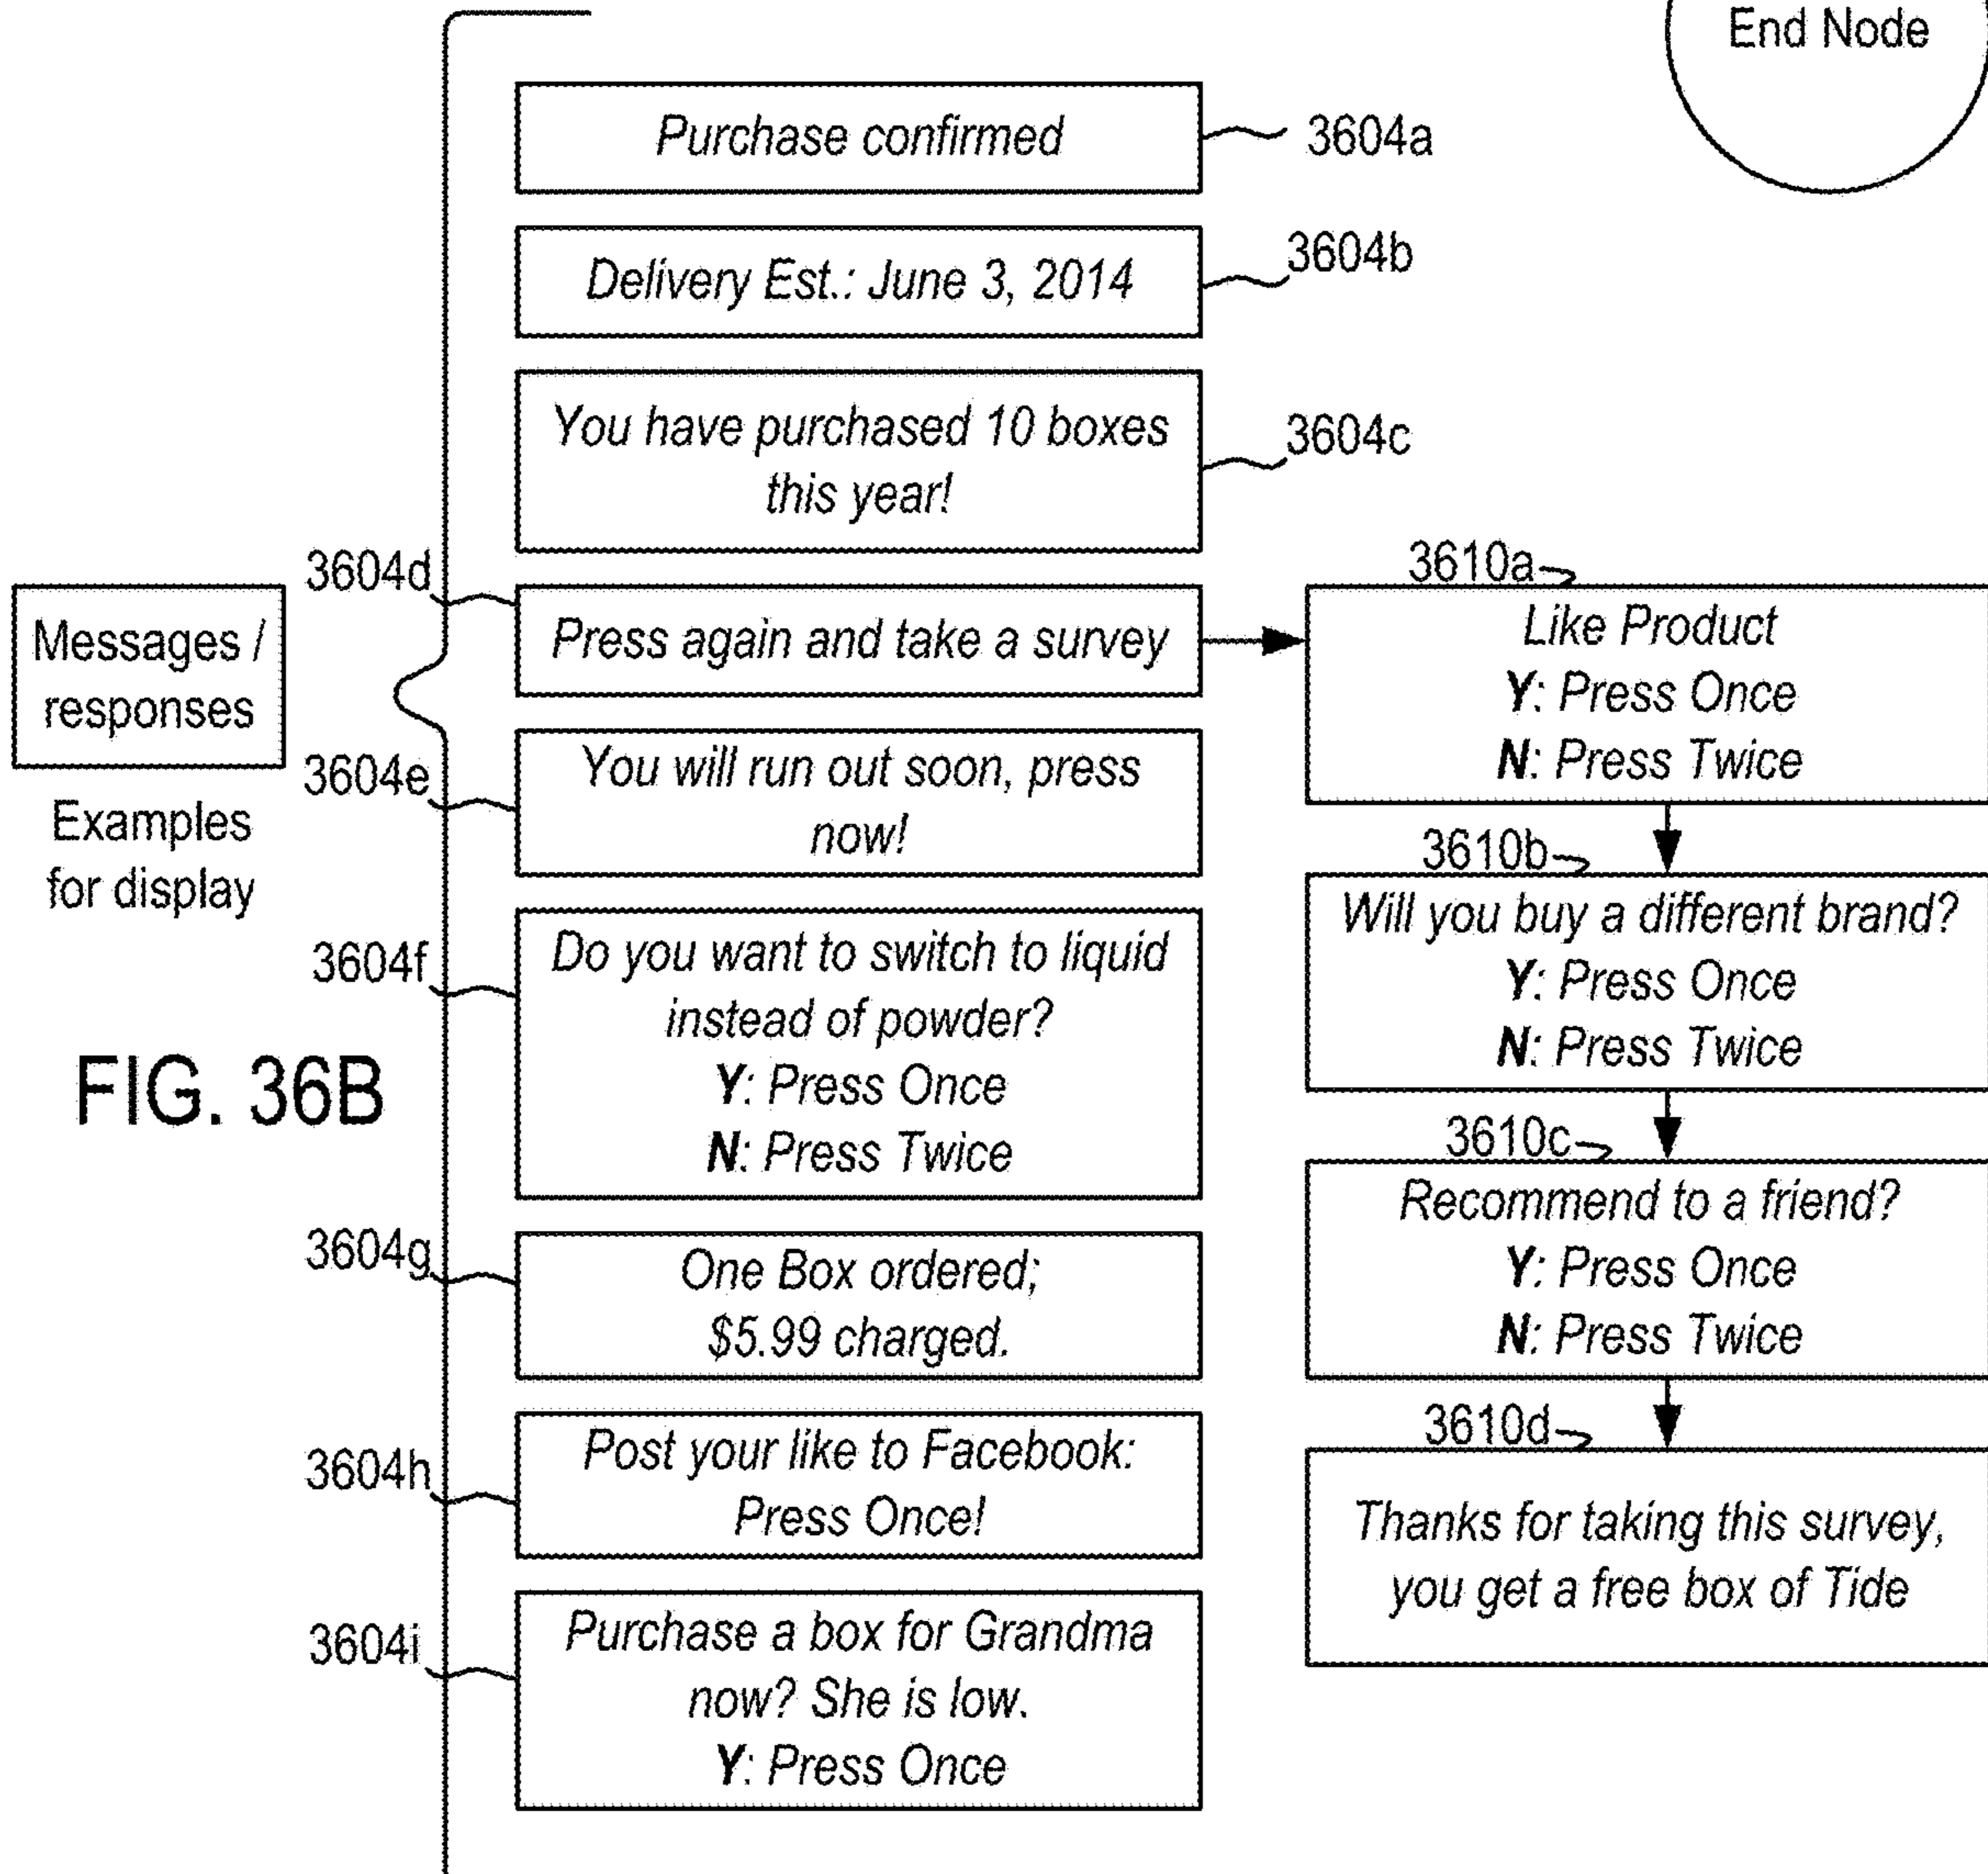 End Node
Purchase confirmed
3604a
Delivery Est.: June 3, 2014
3604b
You have purchased 10 boxes
this year!
3604c
3604d
Press again and take a survey
Messages /
responses
Examples
for display
3604e
You will run out soon, press
now!
3604f
Do you want to switch to liquid
instead of powder?
Y: Press Once
N: Press Twice
FIG. 36B
3604g
One Box ordered;
$5.99 charged.
3604h
Post your like to Facebook:
Press Once!
3604i
Purchase a box for Grandma
now? She is low.
Y: Press Once
3610a
Like Product
Y: Press Once
N: Press Twice
3610b
Will you buy a different brand?
Y: Press Once
N: Press Twice
3610c
Recommend to a friend?
Y: Press Once
N: Press Twice
3610d
Thanks for taking this survey,
you get a free box of Tide